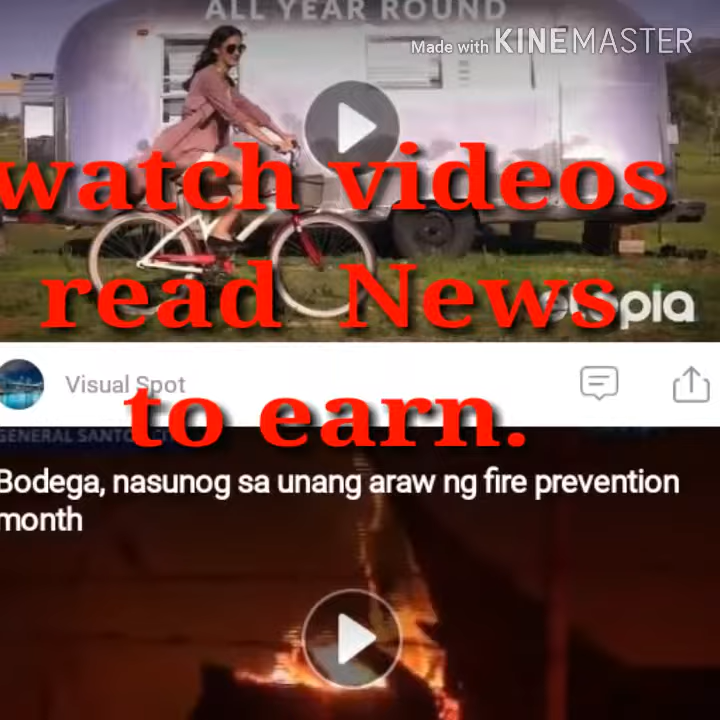 ALL YEAR ROUND
Made with KINEMASTER
watch videos
read News
to earn.
Visual Spot
GENERAL SANTO
Bodega, nasunog sa unang araw ng fire prevention
month